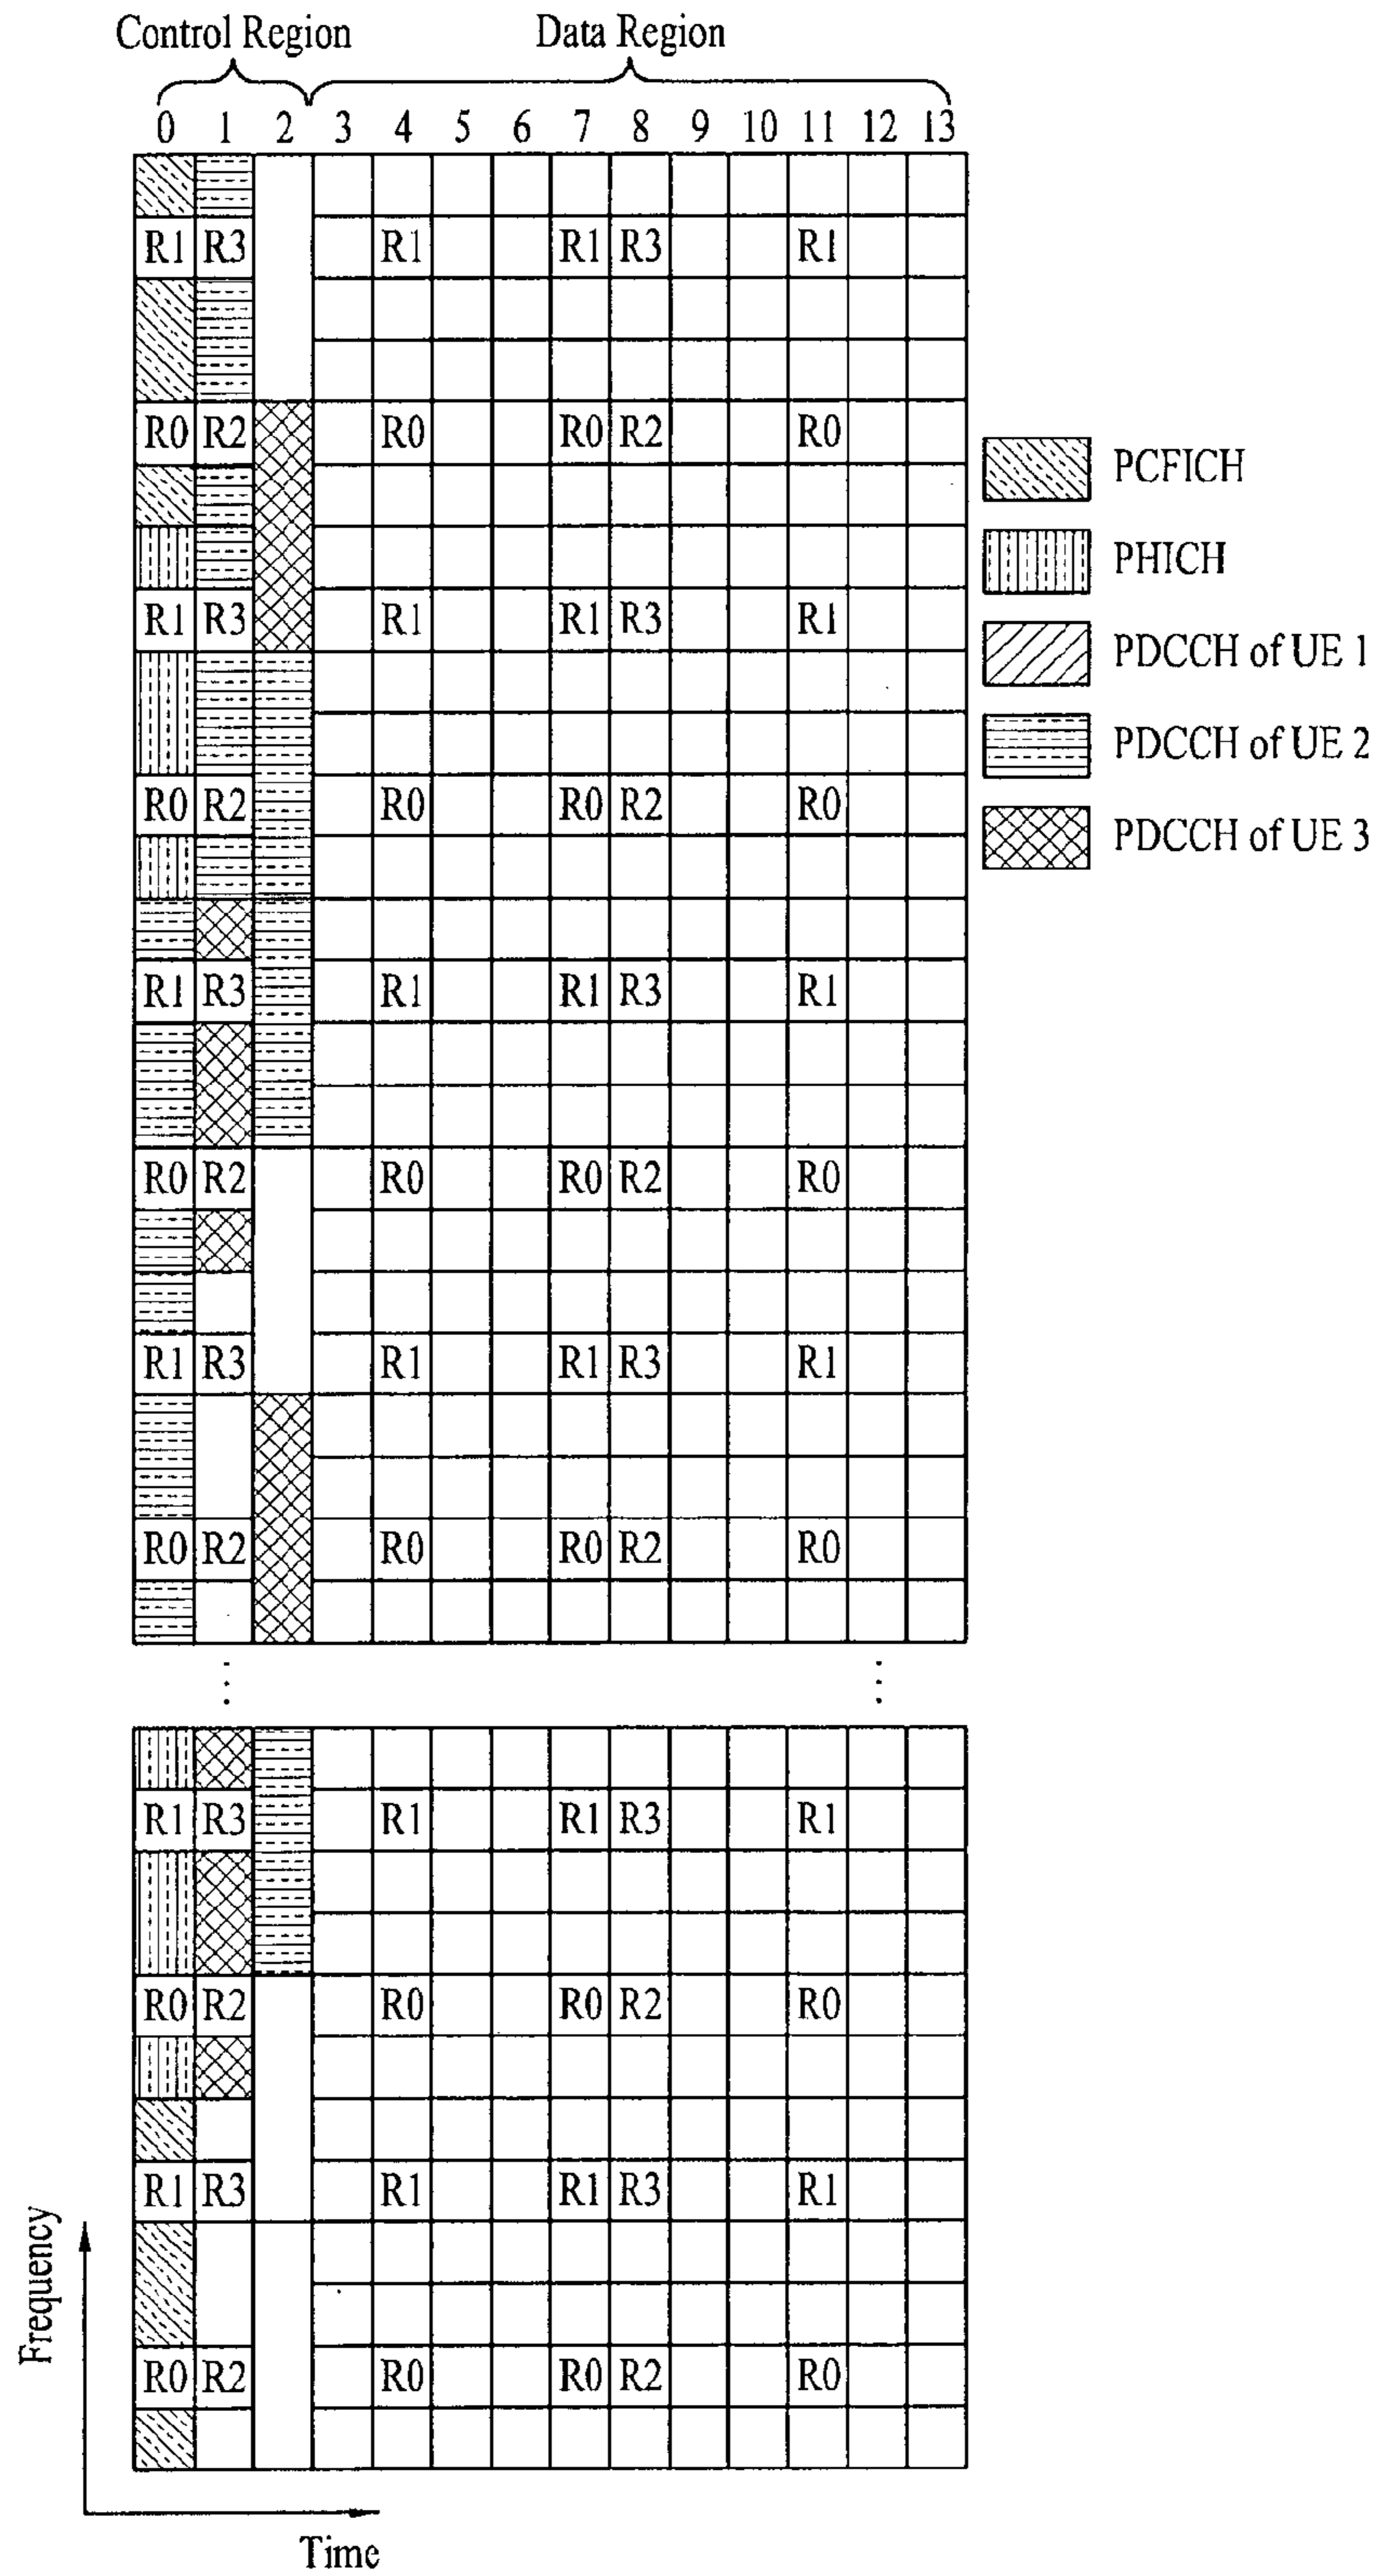 Control Region Data Region
0 1 2 3 4 5 6 7 8 9 10 11 12 13
R1 R3 R1 R1 R3 R1
R0 R2 R0 R0 R2 R0
R1 R3 R1 R1 R3 R1
R0 R2 R0 R0 R2 R0
R1 R3 R1 R1 R3 R1
R0 R2 R0 R0 R2 R0
R1 R3 R1 R1 R3 R1
R0 R2 R0 R0 R2 R0
R1 R3 R1 R1 R3 R1
R0 R2 R0 R0 R2 R0
R1 R3 R1 R1 R3 R1
R0 R2 R0 R0 R2 R0
PCFICH
PHICH
PDCCH of UE 1
PDCCH of UE 2
PDCCH of UE 3
Frequency
Time